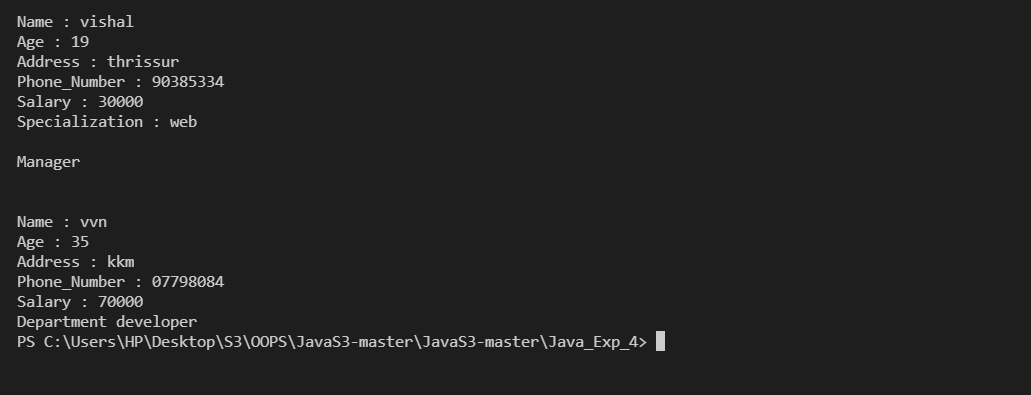 Name : vishal
Age : 19
Address : thrissur
Phone_Number : 90385334
Salary : 30000
Specialization : web
Manager
Name : vvn
Age : 35
Address : kkm
Phone_Number : 07798084
Salary : 70000
Department developer
PS C:\Users\HP\Desktop\S3\OOPS\JavaS3-master\JavaS3-master\Java_Exp_4>